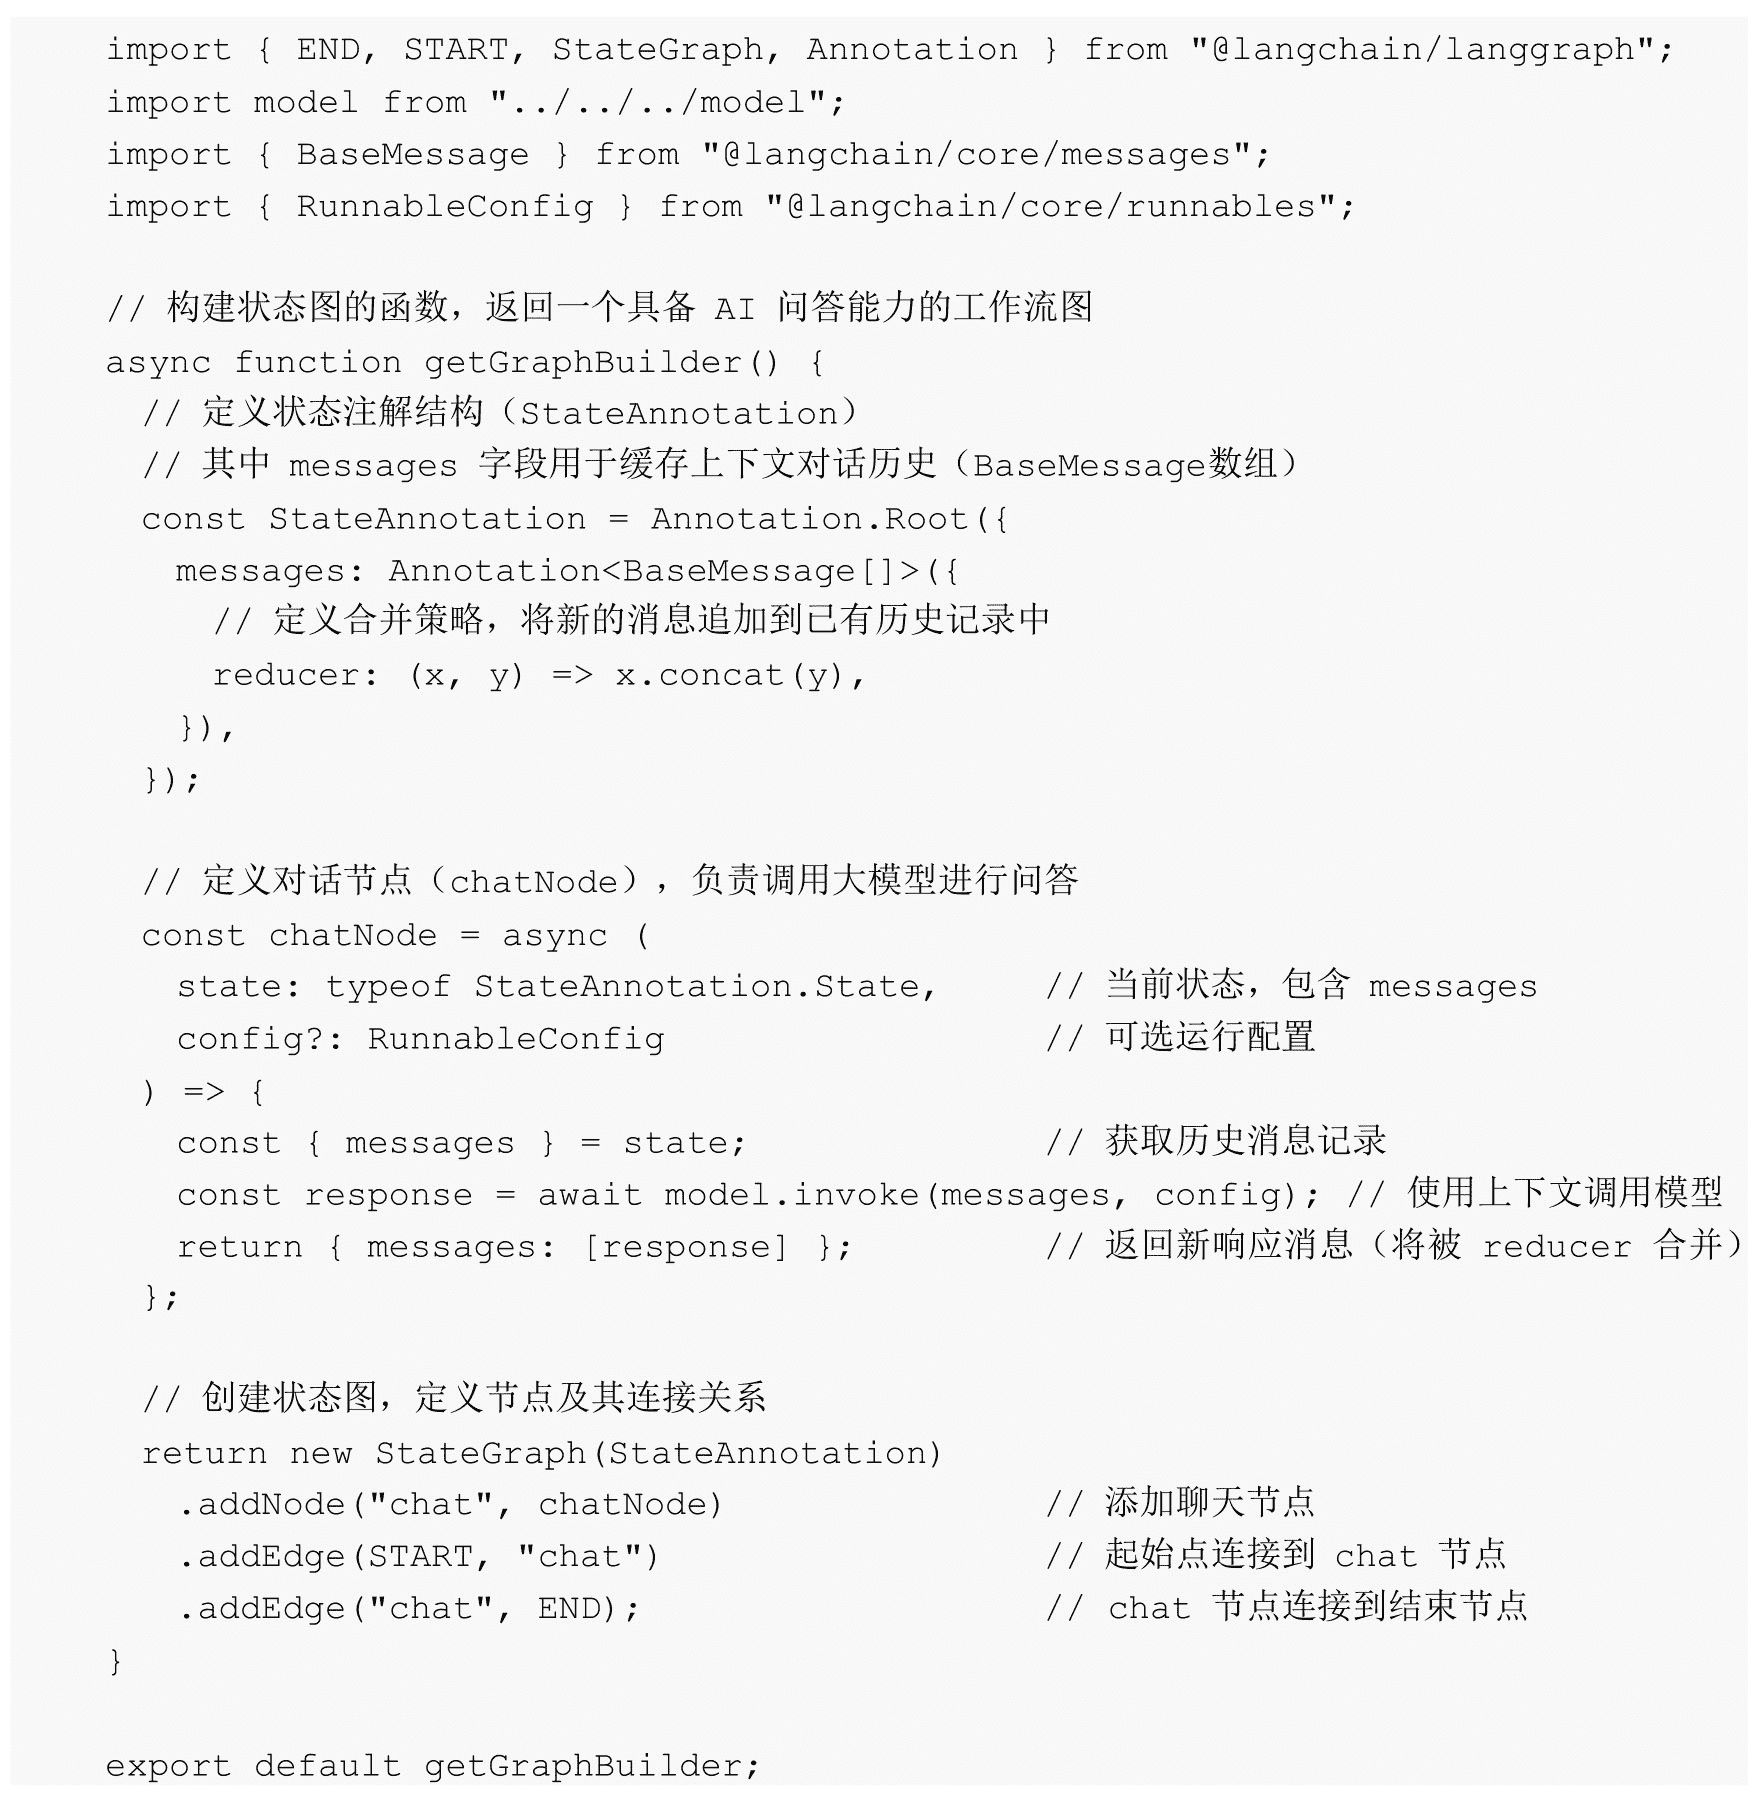 import { END, START, StateGraph, Annotation } from "@langchain/langgraph";
import model from "../../../model";
import { BaseMessage } from "@langchain/core/messages";
import { RunnableConfig } from "@langchain/core/runnables";

// 构建状态图的函数，返回一个具备 AI 问答能力的工作流图
async function getGraphBuilder() {
  // 定义状态注解结构（StateAnnotation）
  // 其中 messages 字段用于缓存上下文对话历史（BaseMessage数组）
  const StateAnnotation = Annotation.Root({
    messages: Annotation<BaseMessage[]>({
      // 定义合并策略，将新的消息追加到已有历史记录中
      reducer: (x, y) => x.concat(y),
    }),
  });

  // 定义对话节点（chatNode），负责调用大模型进行问答
  const chatNode = async (
    state: typeof StateAnnotation.State,      // 当前状态，包含 messages
    config?: RunnableConfig                   // 可选运行配置
  ) => {
    const { messages } = state;               // 获取历史消息记录
    const response = await model.invoke(messages, config); // 使用上下文调用模型
    return { messages: [response] };          // 返回新响应消息（将被 reducer 合并）
  };

  // 创建状态图，定义节点及其连接关系
  return new StateGraph(StateAnnotation)
    .addNode("chat", chatNode)                // 添加聊天节点
    .addEdge(START, "chat")                   // 起始点连接到 chat 节点
    .addEdge("chat", END);                    // chat 节点连接到结束节点
}

export default getGraphBuilder;